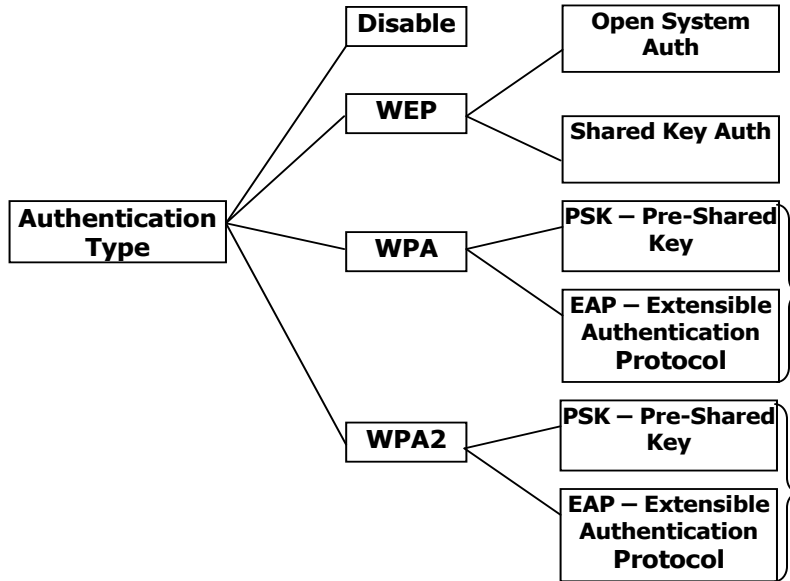 Disable
Open System
Auth
WEP
Shared Key Auth
Authentication
Type
WPA
PSK – Pre-Shared
Key
EAP – Extensible
Authentication
Protocol
WPA2
PSK – Pre-Shared
Key
EAP – Extensible
Authentication
Protocol